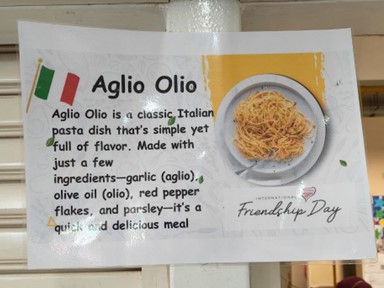 Aglio Olio
Aglio Olio is a classic Italian
pasta dish that's simple yet
full of flavor. Made with
just a few
ingredients—garlic (aglio),
olive oil (olio), red pepper
flakes, and parsley—it's a
quick and delicious meal
INTERNATIONAL
Friendship Day